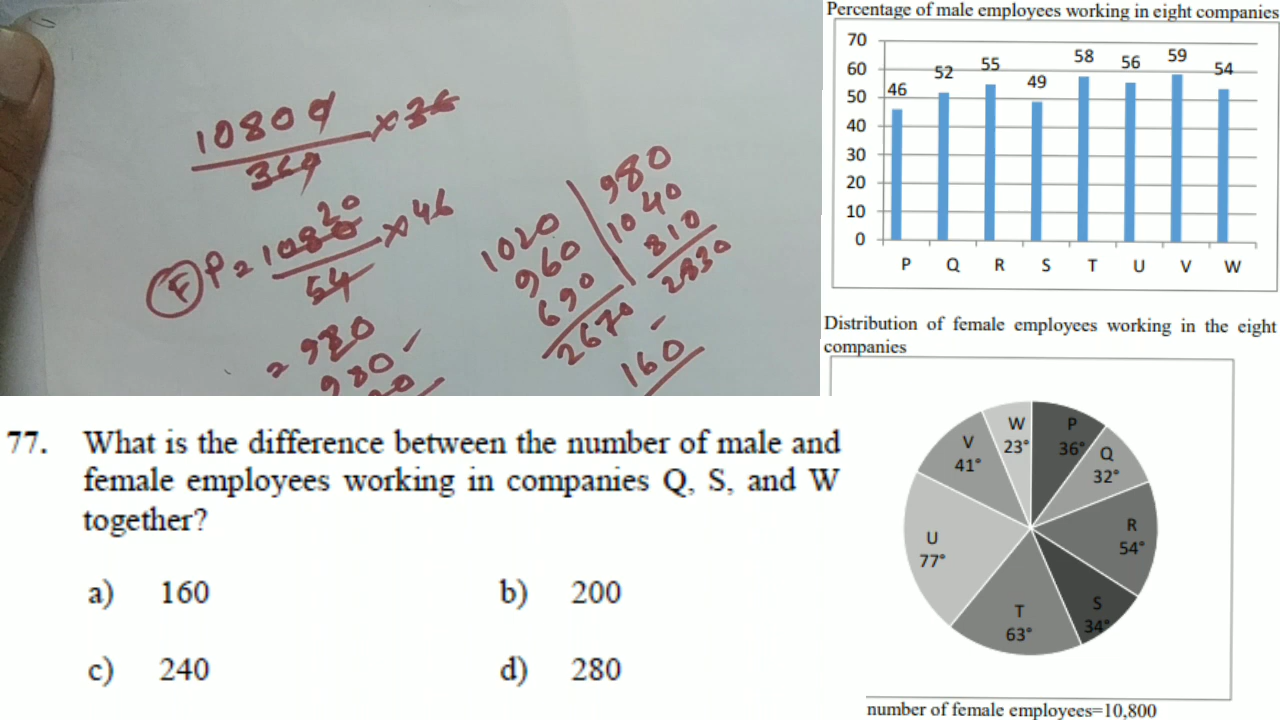 10800
360
×36
(F) P = 1080
20
54
×46
= 980
980
1020
960
690
2670
980
1040
810
2830
160
Percentage of male employees working in eight companies
70
60
50
40
30
20
10
0
46
52
55
49
58
56
59
54
P Q R S T U V W
Distribution of female employees working in the eight
companies
W
23°
P
36°
V
41°
Q
32°
U
77°
R
54°
T
63°
S
34°
number of female employees=10,800
77. What is the difference between the number of male and
female employees working in companies Q, S, and W
together?
a) 160 b) 200
c) 240 d) 280